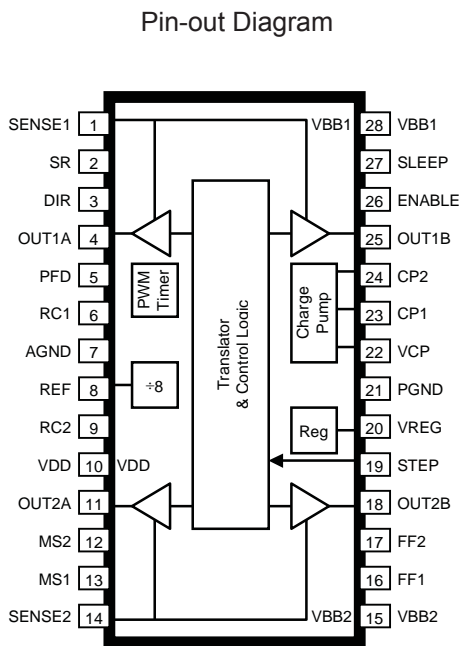 Pin-out Diagram
SENSE1 1 VBB1 28 VBB1
SR 2 27 SLEEP
DIR 3 26 ENABLE
OUT1A 4 25 OUT1B
PFD 5 PWM Timer 24 CP2
RC1 6 Charge Pump 23 CP1
AGND 7 Translator & Control Logic 22 VCP
REF 8 ÷8 21 PGND
RC2 9 Reg 20 VREG
VDD 10 VDD 19 STEP
OUT2A 11 18 OUT2B
MS2 12 17 FF2
MS1 13 16 FF1
SENSE2 14 VBB2 15 VBB2